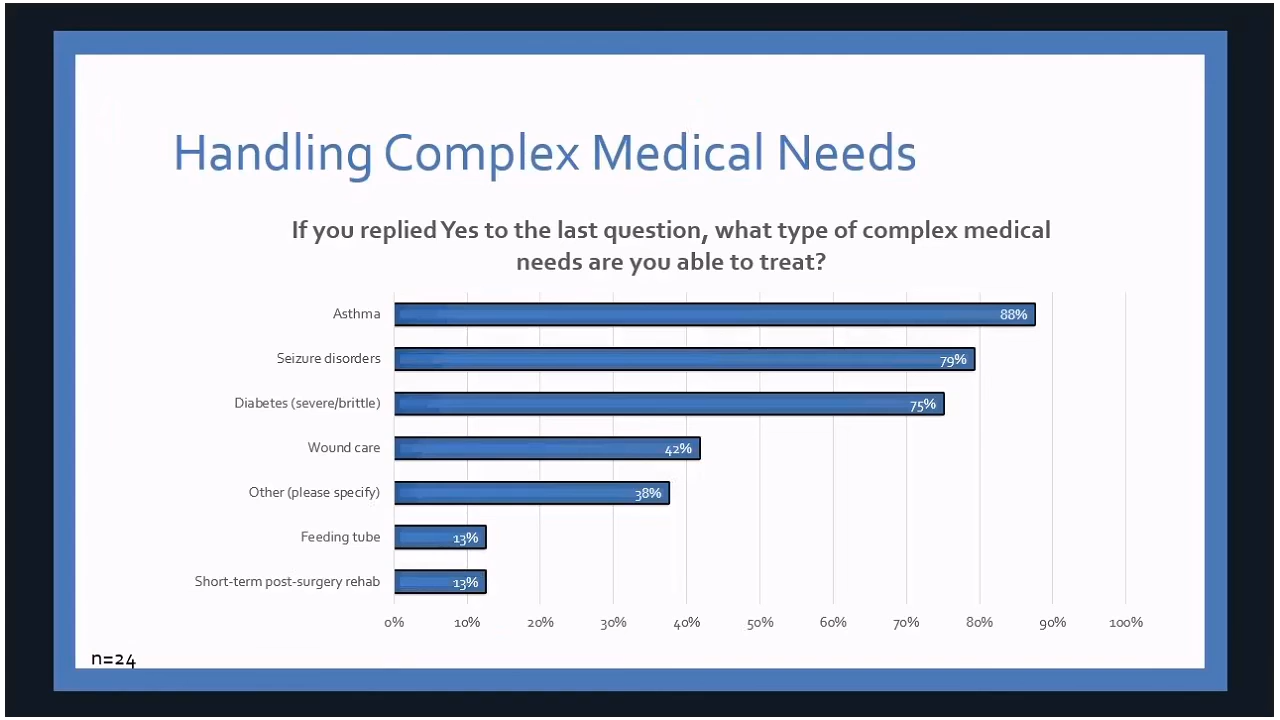 Handling Complex Medical Needs
If you replied Yes to the last question, what type of complex medical
needs are you able to treat?
Asthma 88%
Seizure disorders 79%
Diabetes (severe/brittle) 75%
Wound care 42%
Other (please specify) 38%
Feeding tube 13%
Short-term post-surgery rehab 13%
0% 10% 20% 30% 40% 50% 60% 70% 80% 90% 100%
n=24